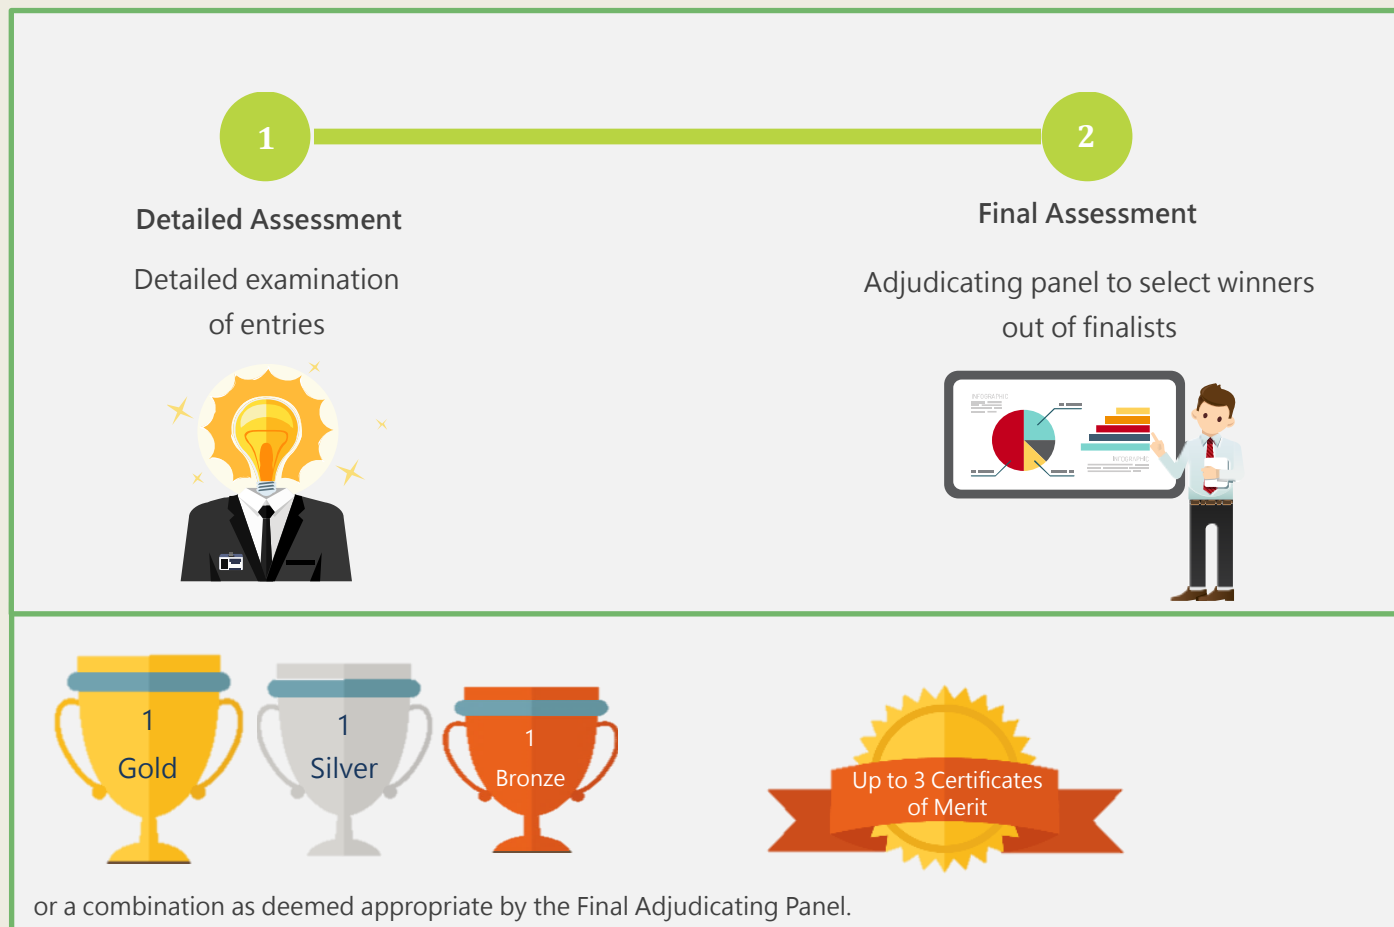 1
2
Detailed Assessment
Detailed examination
of entries
Final Assessment
Adjudicating panel to select winners
out of finalists
INFOGRAPHIC
INFOGRAPHIC
1
Gold
1
Silver
1
Bronze
Up to 3 Certificates
of Merit
or a combination as deemed appropriate by the Final Adjudicating Panel.